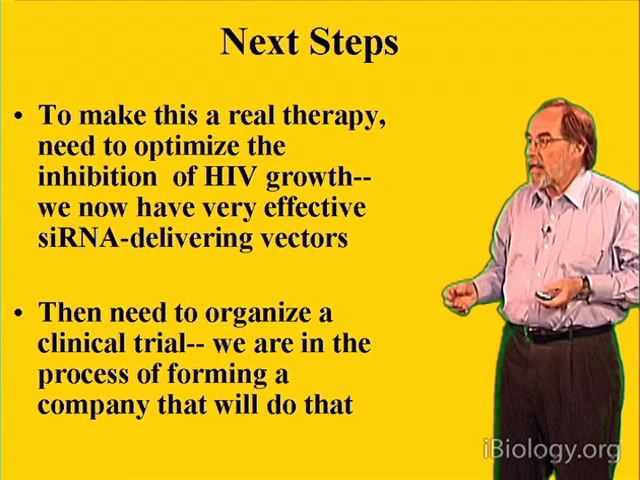 Next Steps
• To make this a real therapy,
need to optimize the
inhibition of HIV growth--
we now have very effective
siRNA-delivering vectors
• Then need to organize a
clinical trial-- we are in the
process of forming a
company that will do that
iBiology.org